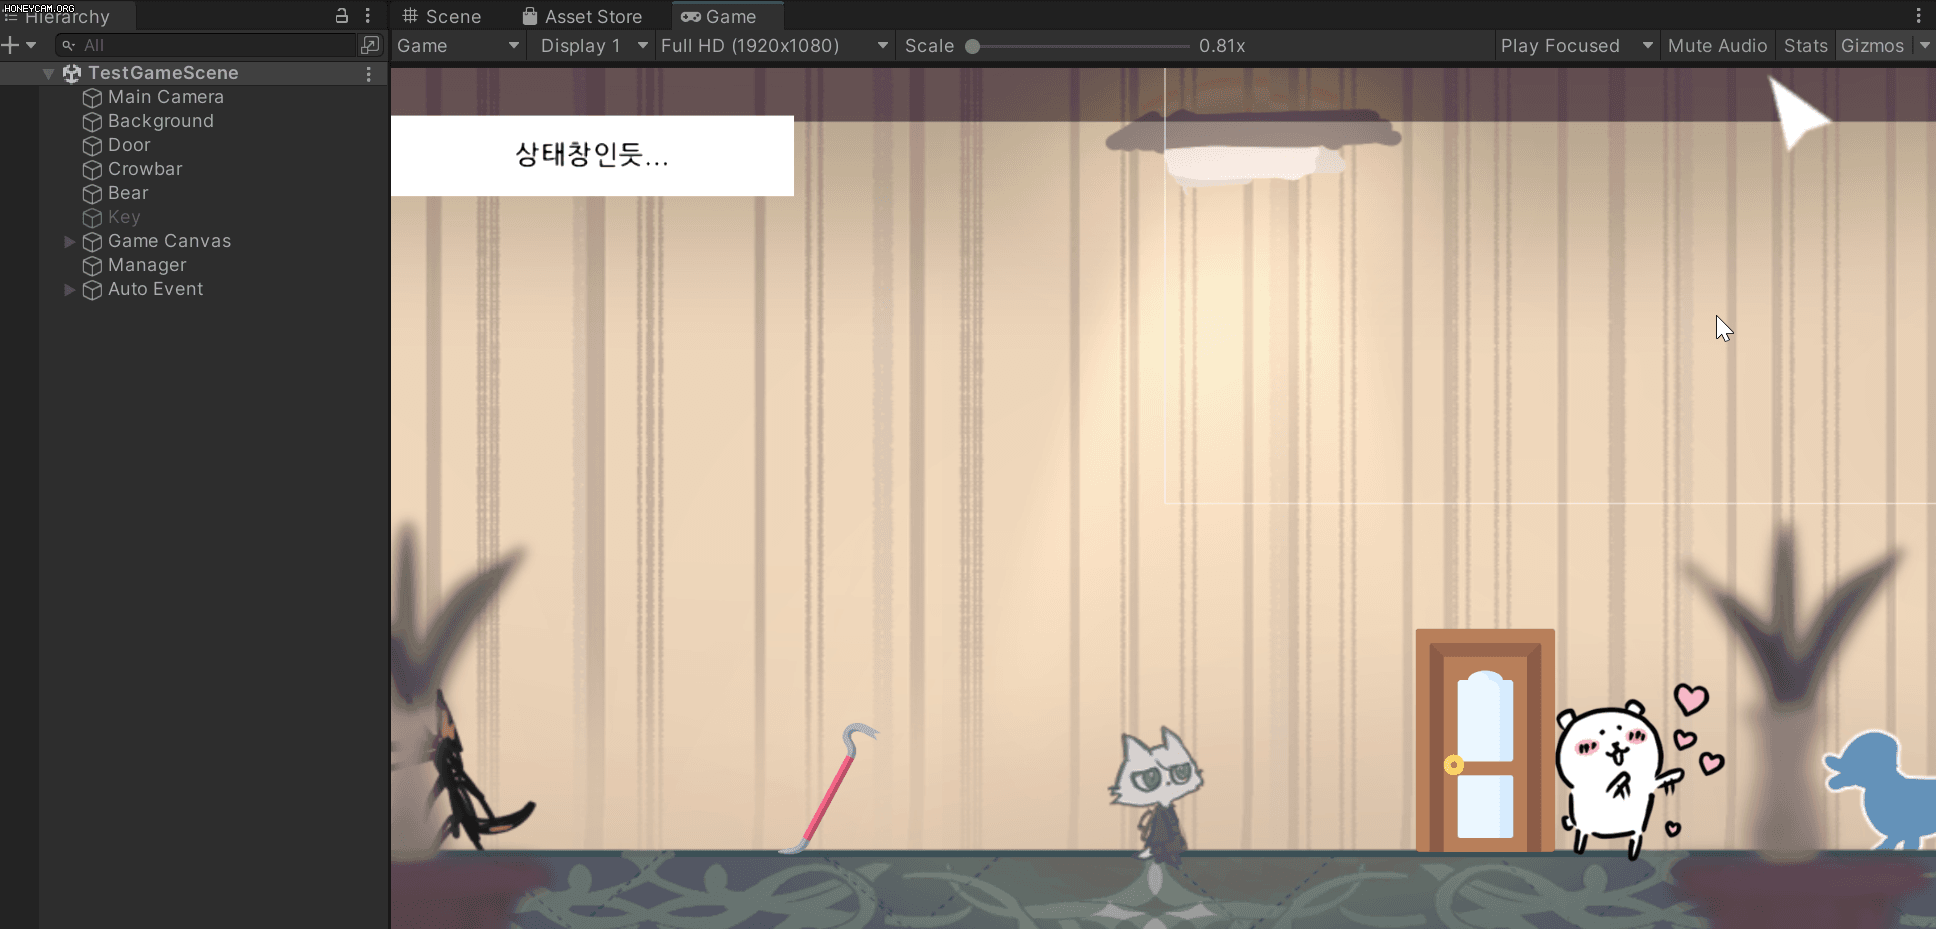 .HONEYCAM.ORG
Hierarchy
Scene
Asset Store
Game
All
Game
Display 1
Full HD (1920x1080)
Scale
0.81x
Play Focused
Mute Audio
Stats
Gizmos
TestGameScene
Main Camera
Background
Door
Crowbar
Bear
Key
Game Canvas
Manager
Auto Event
상태창인듯...